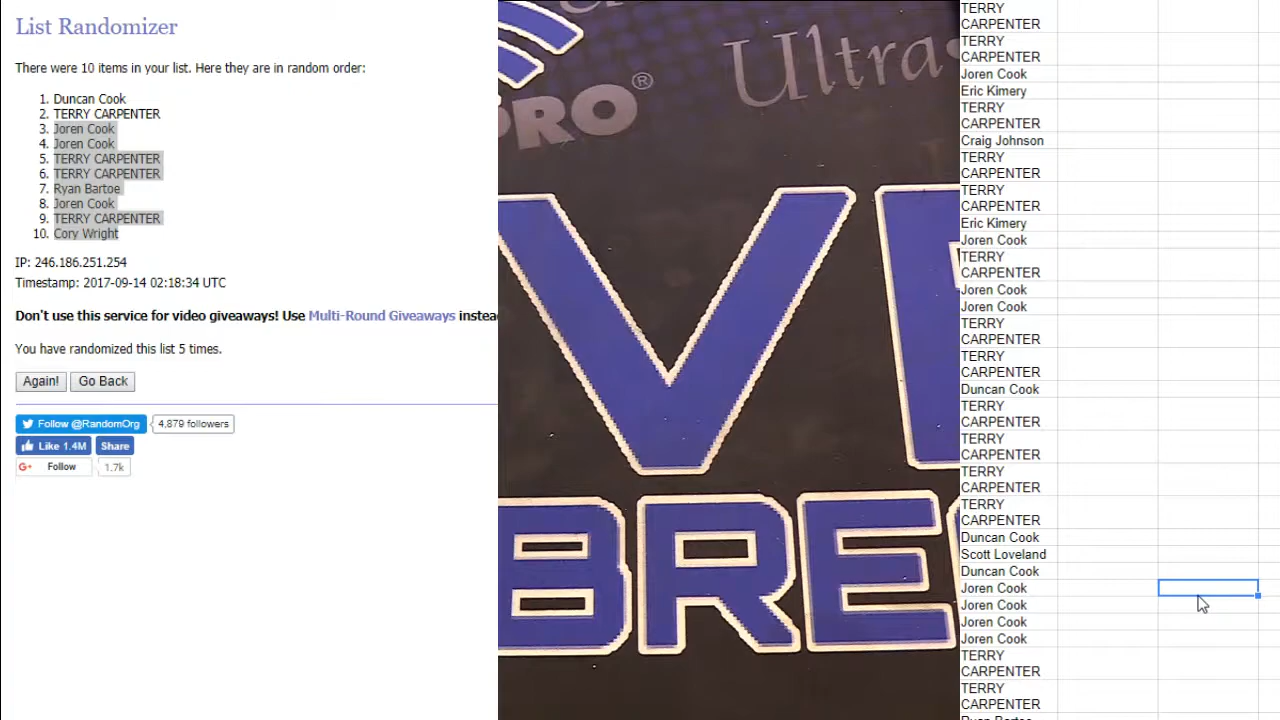 List Randomizer
There were 10 items in your list. Here they are in random order:
1. Duncan Cook
2. TERRY CARPENTER
3. Joren Cook
4. Joren Cook
5. TERRY CARPENTER
6. TERRY CARPENTER
7. Ryan Bartoe
8. Joren Cook
9. TERRY CARPENTER
10. Cory Wright
IP: 246.186.251.254
Timestamp: 2017-09-14 02:18:34 UTC
Don't use this service for video giveaways! Use Multi-Round Giveaways instead
You have randomized this list 5 times.
Again! Go Back
Follow @RandomOrg 4,879 followers
Like 1.4M Share
G+ Follow 1.7k
Ultra
PRO®
V
BRE
TERRY
CARPENTER
TERRY
CARPENTER
Joren Cook
Eric Kimery
TERRY
CARPENTER
Craig Johnson
TERRY
CARPENTER
TERRY
CARPENTER
Eric Kimery
Joren Cook
TERRY
CARPENTER
Joren Cook
Joren Cook
TERRY
CARPENTER
TERRY
CARPENTER
Duncan Cook
TERRY
CARPENTER
TERRY
CARPENTER
TERRY
CARPENTER
TERRY
CARPENTER
Duncan Cook
Scott Loveland
Duncan Cook
Joren Cook
Joren Cook
Joren Cook
Joren Cook
TERRY
CARPENTER
TERRY
CARPENTER